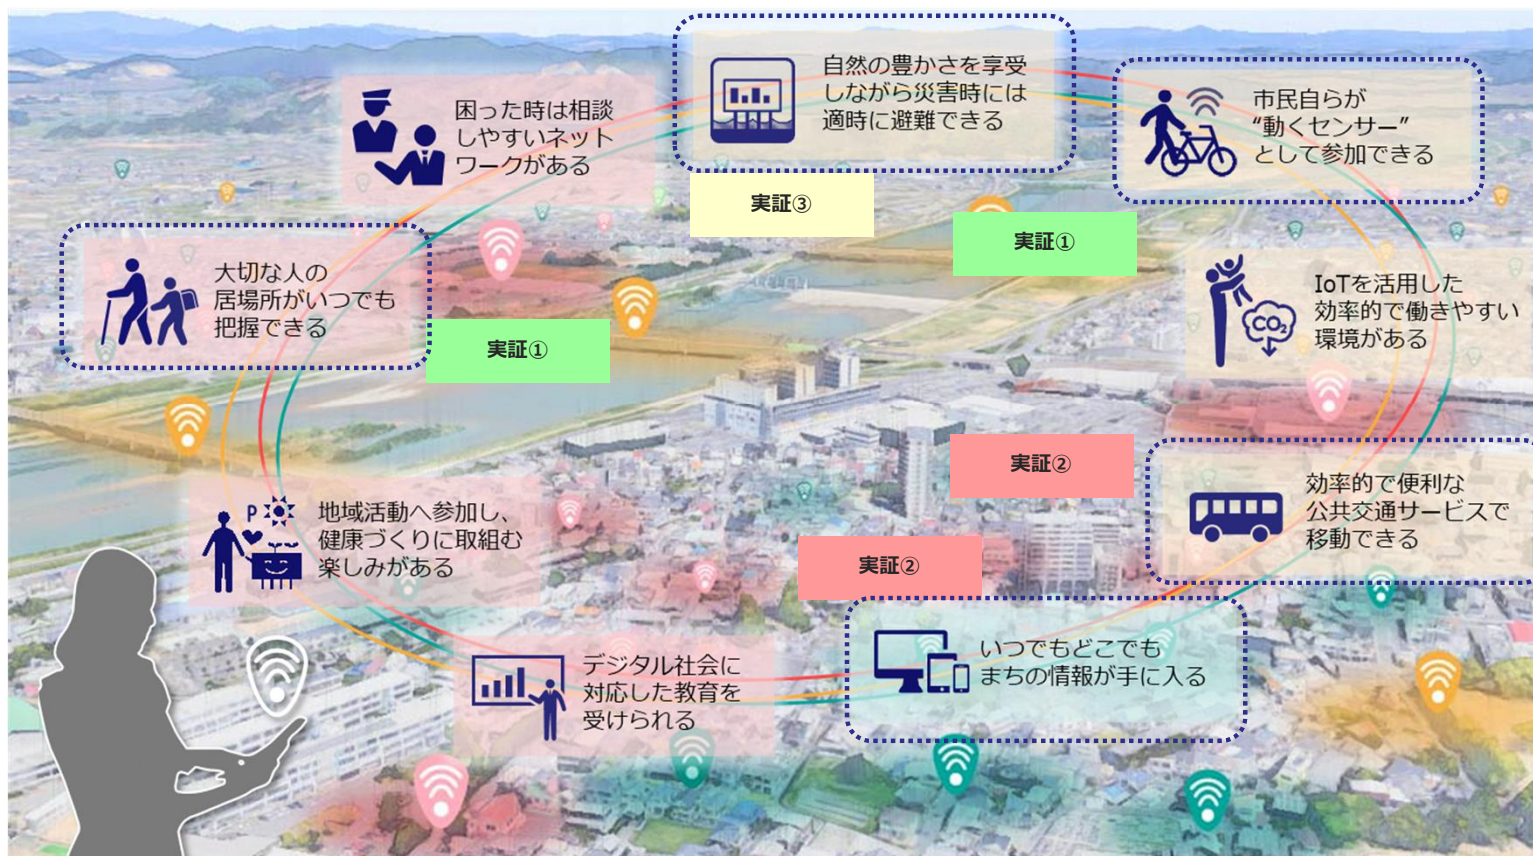 自然の豊かさを享受
しながら災害時には
適時に避難できる
困った時は相談
しやすいネット
ワークがある
市民自らが
“動くセンサー”
として参加できる
実証③
実証①
大切な人の
居場所がいつでも
把握できる
IoTを活用した
効率的で働きやすい
環境がある
CO₂
実証①
実証②
効率的で便利な
公共交通サービスで
移動できる
P
地域活動へ参加し、
健康づくりに取組む
楽しみがある
実証②
いつでもどこでも
まちの情報が手に入る
デジタル社会に
対応した教育を
受けられる